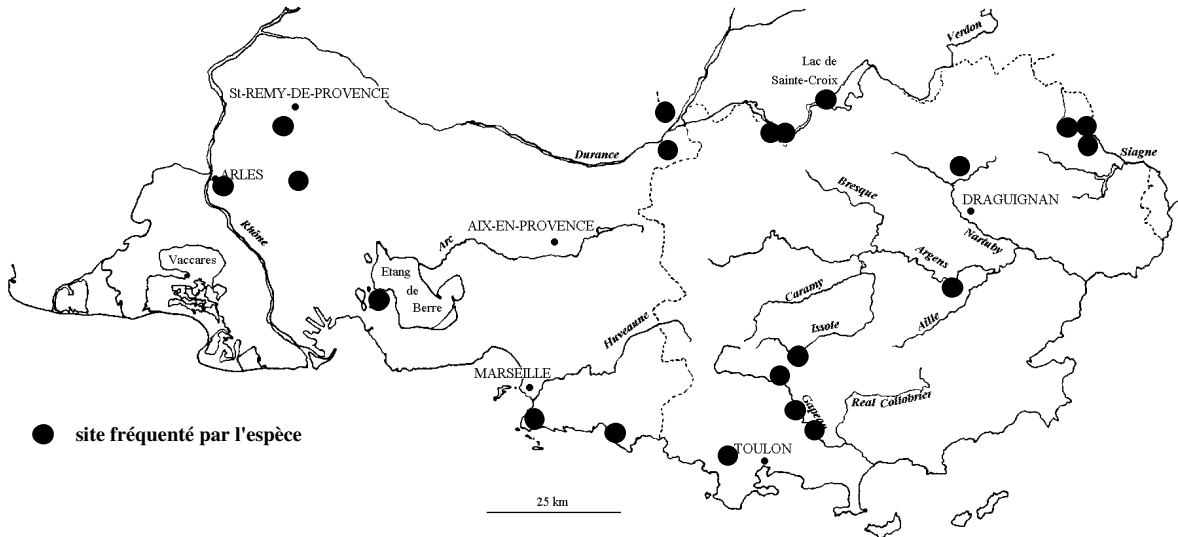 Verdon
Lac de
Sainte-Croix
St-REMY-DE-PROVENCE
Durance
Siagne
ARLES
Bresque
DRAGUIGNAN
Rhône
Arc
AIX-EN-PROVENCE
Nartuby
Vaccares
Etang
de
Berre
Argens
Caramy
Issole
Aille
Huveaune
MARSEILLE
Real Collobrier
Gapeau
site fréquenté par l'espèce
TOULON
25 km